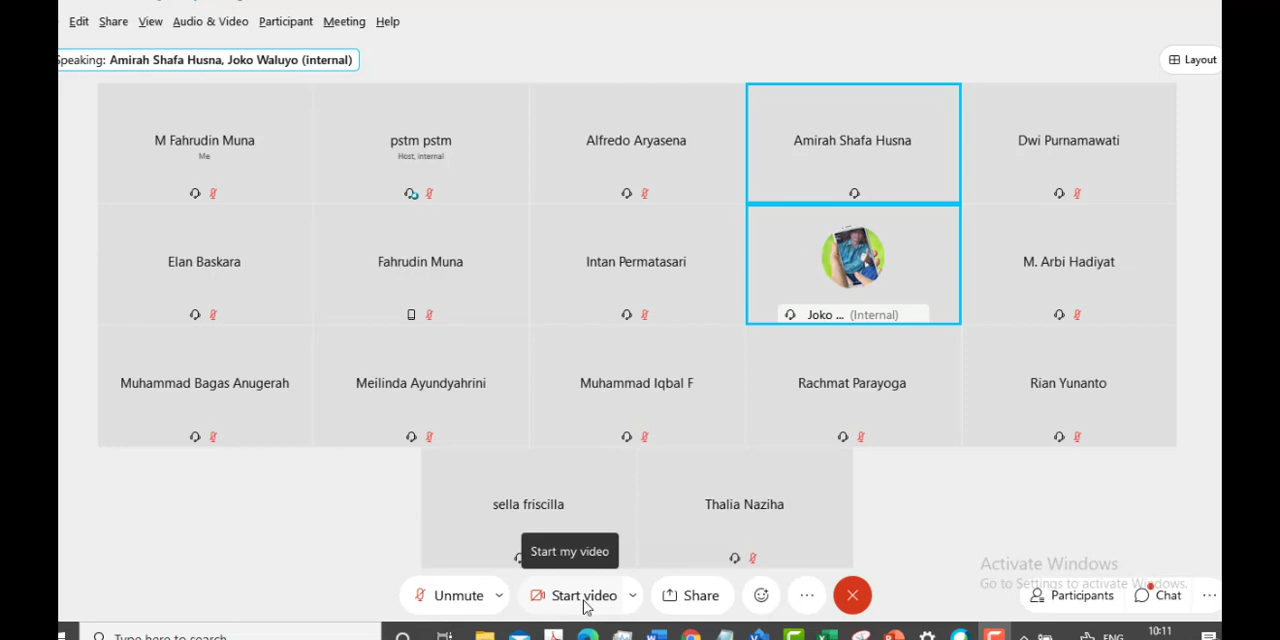 Edit Share View Audio & Video Participant Meeting Help
Speaking: Amirah Shafa Husna, Joko Waluyo (internal)
Layout
M Fahrudin Muna
Me
pstm pstm
Host, internal
Alfredo Aryasena
Amirah Shafa Husna
Dwi Purnamawati
Elan Baskara
Fahrudin Muna
Intan Permatasari
Joko ... (Internal)
M. Arbi Hadiyat
Muhammad Bagas Anugerah
Meilinda Ayundyahrini
Muhammad Iqbal F
Rachmat Parayoga
Rian Yunanto
sella friscilla
Thalia Naziha
Start my video
Activate Windows
Go to Settings to activate Windows.
Unmute
Start video
Share
Participants
Chat
Type here to search
ENG
10:11